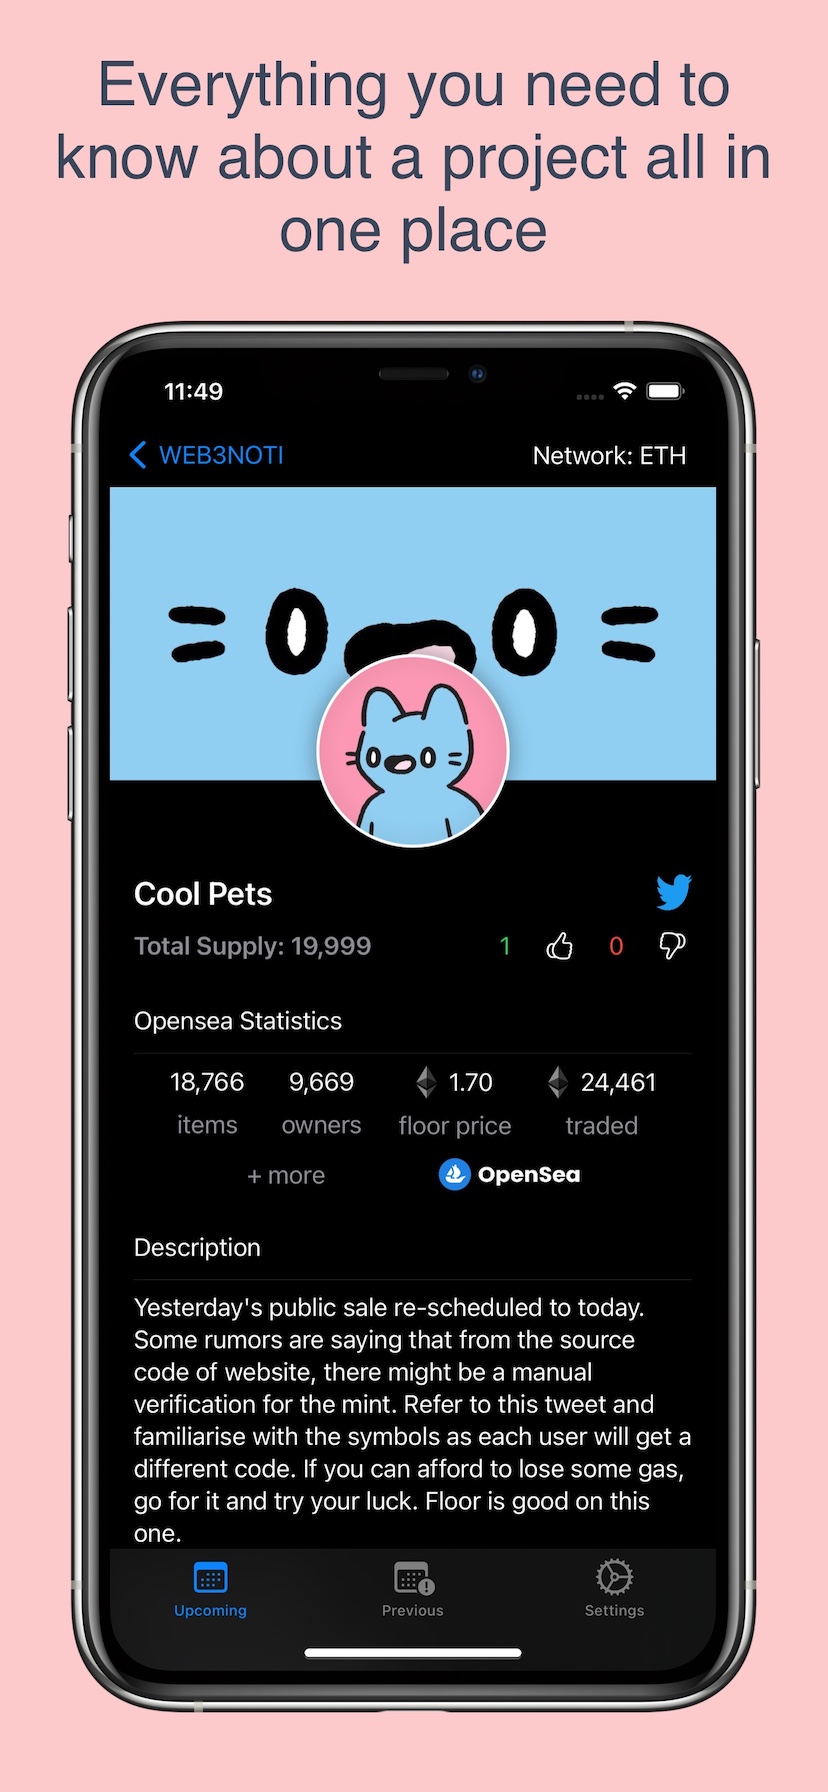 Everything you need to
know about a project all in
one place
11:49
WEB3NOTI
Network: ETH
Cool Pets
Total Supply: 19,999
1
0
Opensea Statistics
18,766 9,669 1.70 24,461
items owners floor price traded
+ more OpenSea
Description
Yesterday's public sale re-scheduled to today.
Some rumors are saying that from the source
code of website, there might be a manual
verification for the mint. Refer to this tweet and
familiarise with the symbols as each user will get a
different code. If you can afford to lose some gas,
go for it and try your luck. Floor is good on this
one.
Upcoming Previous Settings